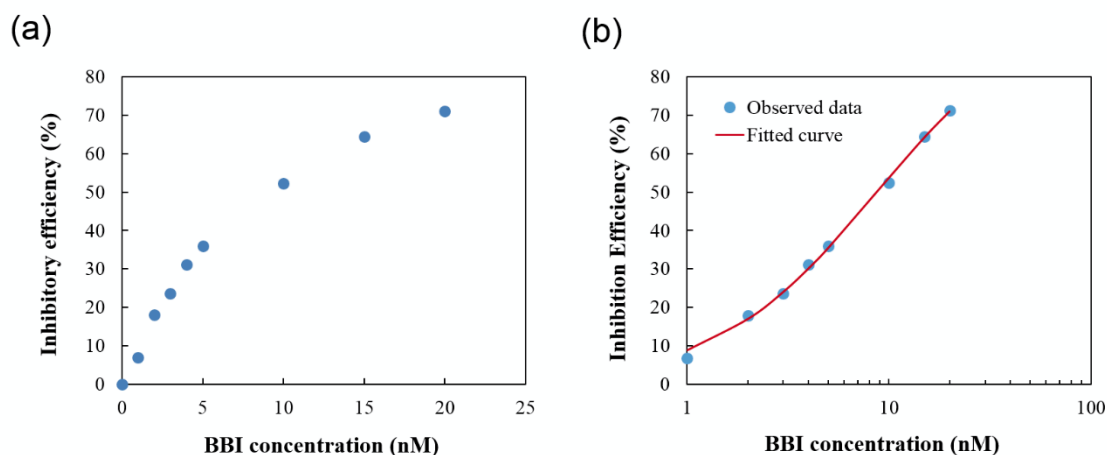 (a)
(b)
80
70
60
50
40
30
20
10
0
Inhibitory efficiency (%)
0 5 10 15 20 25
BBI concentration (nM)
80
70
60
50
40
30
20
10
0
Inhibition Efficiency (%)
Observed data
Fitted curve
1 10 100
BBI concentration (nM)